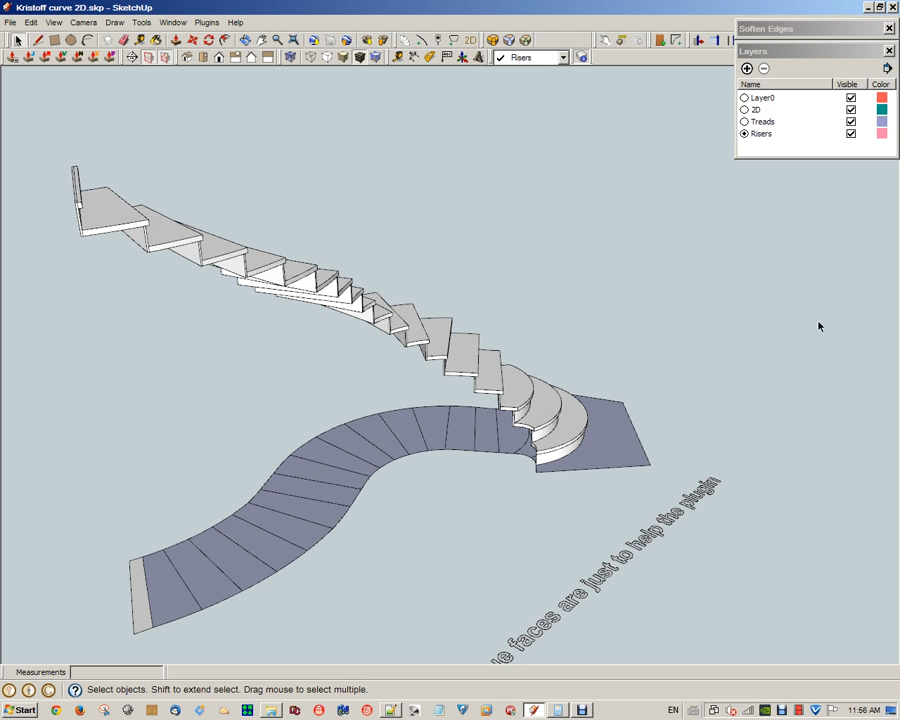 Kristoff curve 2D.skp - SketchUp
File Edit View Camera Draw Tools Window Plugins Help
2D
Risers
Soften Edges
Layers
Name Visible Color
Layer0
2D
Treads
Risers
faces are just to help the plugin
Measurements
Select objects. Shift to extend select. Drag mouse to select multiple.
Start
EN
11:56 AM